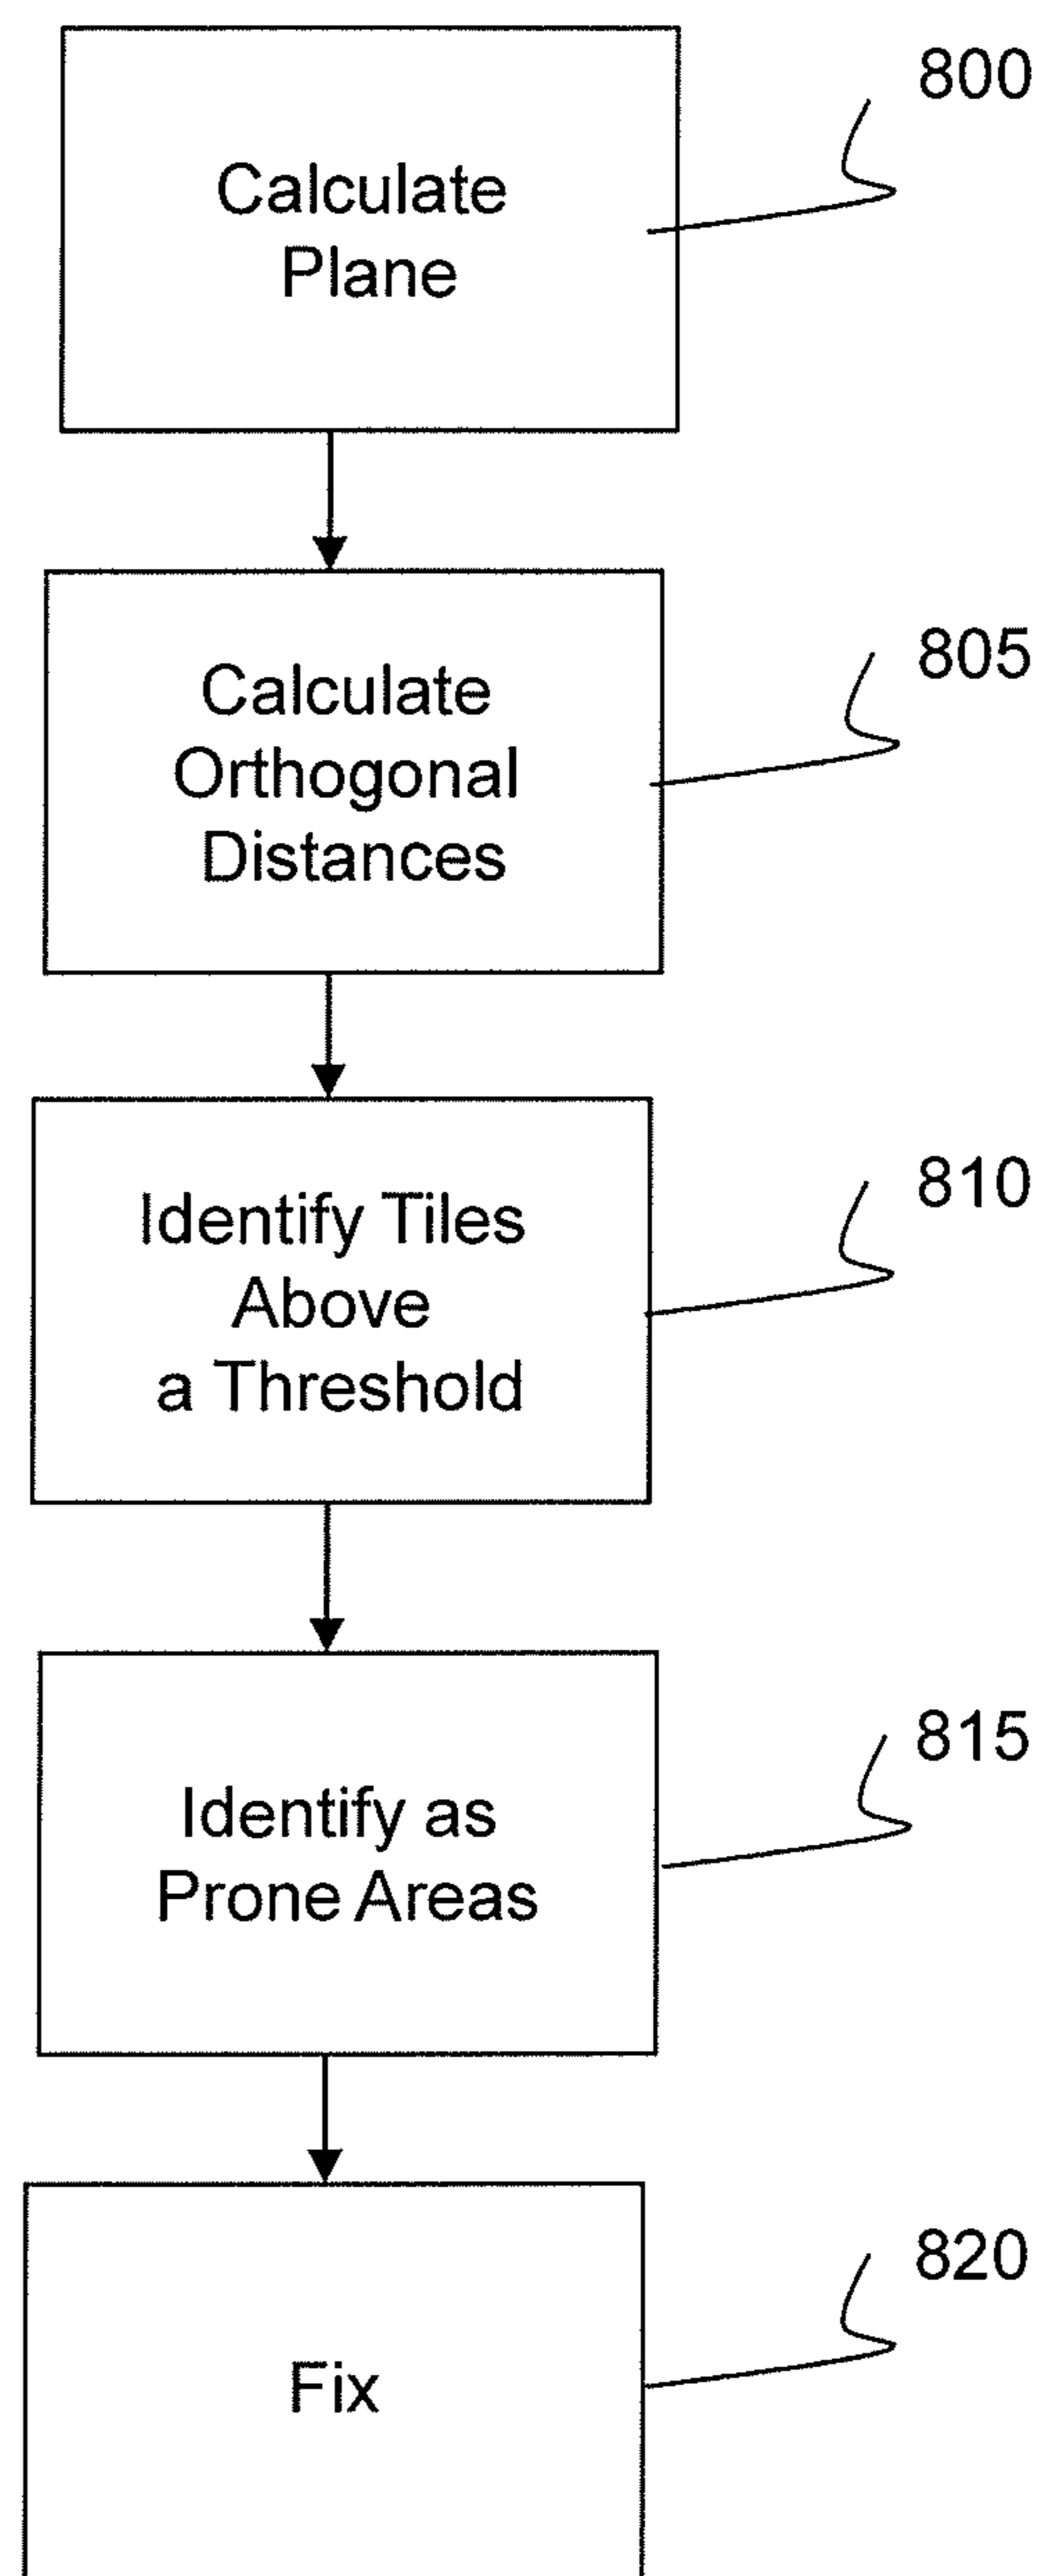 800
Calculate
Plane
805
Calculate
Orthogonal
Distances
810
Identify Tiles
Above
a Threshold
815
Identify as
Prone Areas
820
Fix